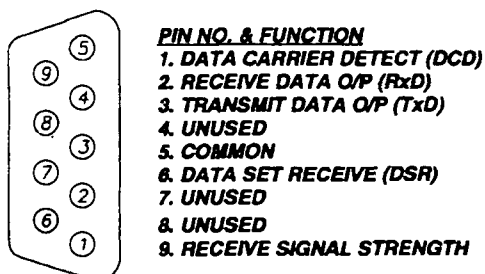 5
9
4
8
3
7
2
6
1
PIN NO. & FUNCTION
1. DATA CARRIER DETECT (DCD)
2. RECEIVE DATA O/P (RxD)
3. TRANSMIT DATA O/P (TxD)
4. UNUSED
5. COMMON
6. DATA SET RECEIVE (DSR)
7. UNUSED
8. UNUSED
9. RECEIVE SIGNAL STRENGTH